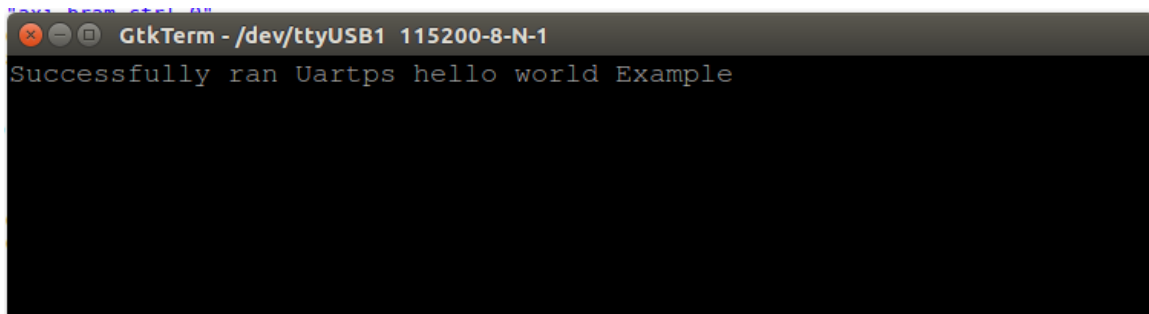 GtkTerm - /dev/ttyUSB1 115200-8-N-1
Successfully ran Uartps hello world Example